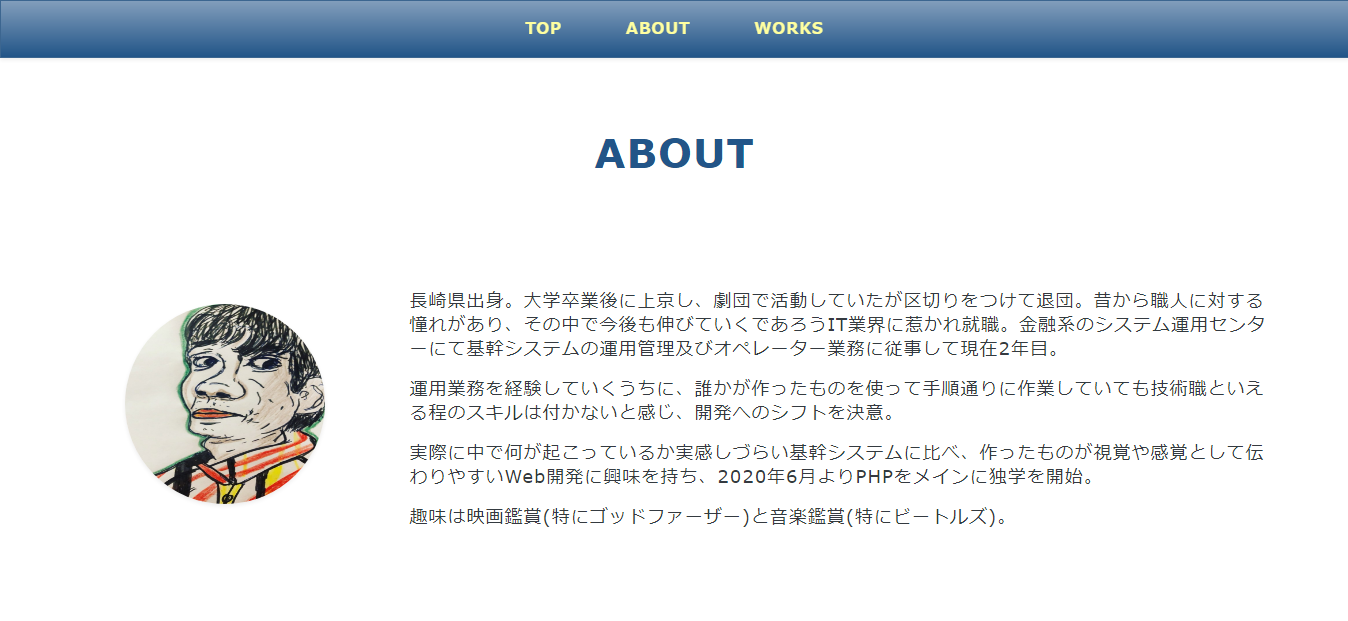 TOP ABOUT WORKS
ABOUT
長崎県出身。大学卒業後に上京し、劇団で活動していたが区切りをつけて退団。昔から職人に対する
憧れがあり、その中で今後も伸びていくであろうIT業界に惹かれ就職。金融系のシステム運用センタ
ーにて基幹システムの運用管理及びオペレーター業務に従事して現在2年目。
運用業務を経験していくうちに、誰かが作ったものを使って手順通りに作業していても技術職といえ
る程のスキルは付かないと感じ、開発へのシフトを決意。
実際に中で何が起こっているか実感しづらい基幹システムに比べ、作ったものが視覚や感覚として伝
わりやすいWeb開発に興味を持ち、2020年6月よりPHPをメインに独学を開始。
趣味は映画鑑賞(特にゴッドファーザー)と音楽鑑賞(特にビートルズ)。